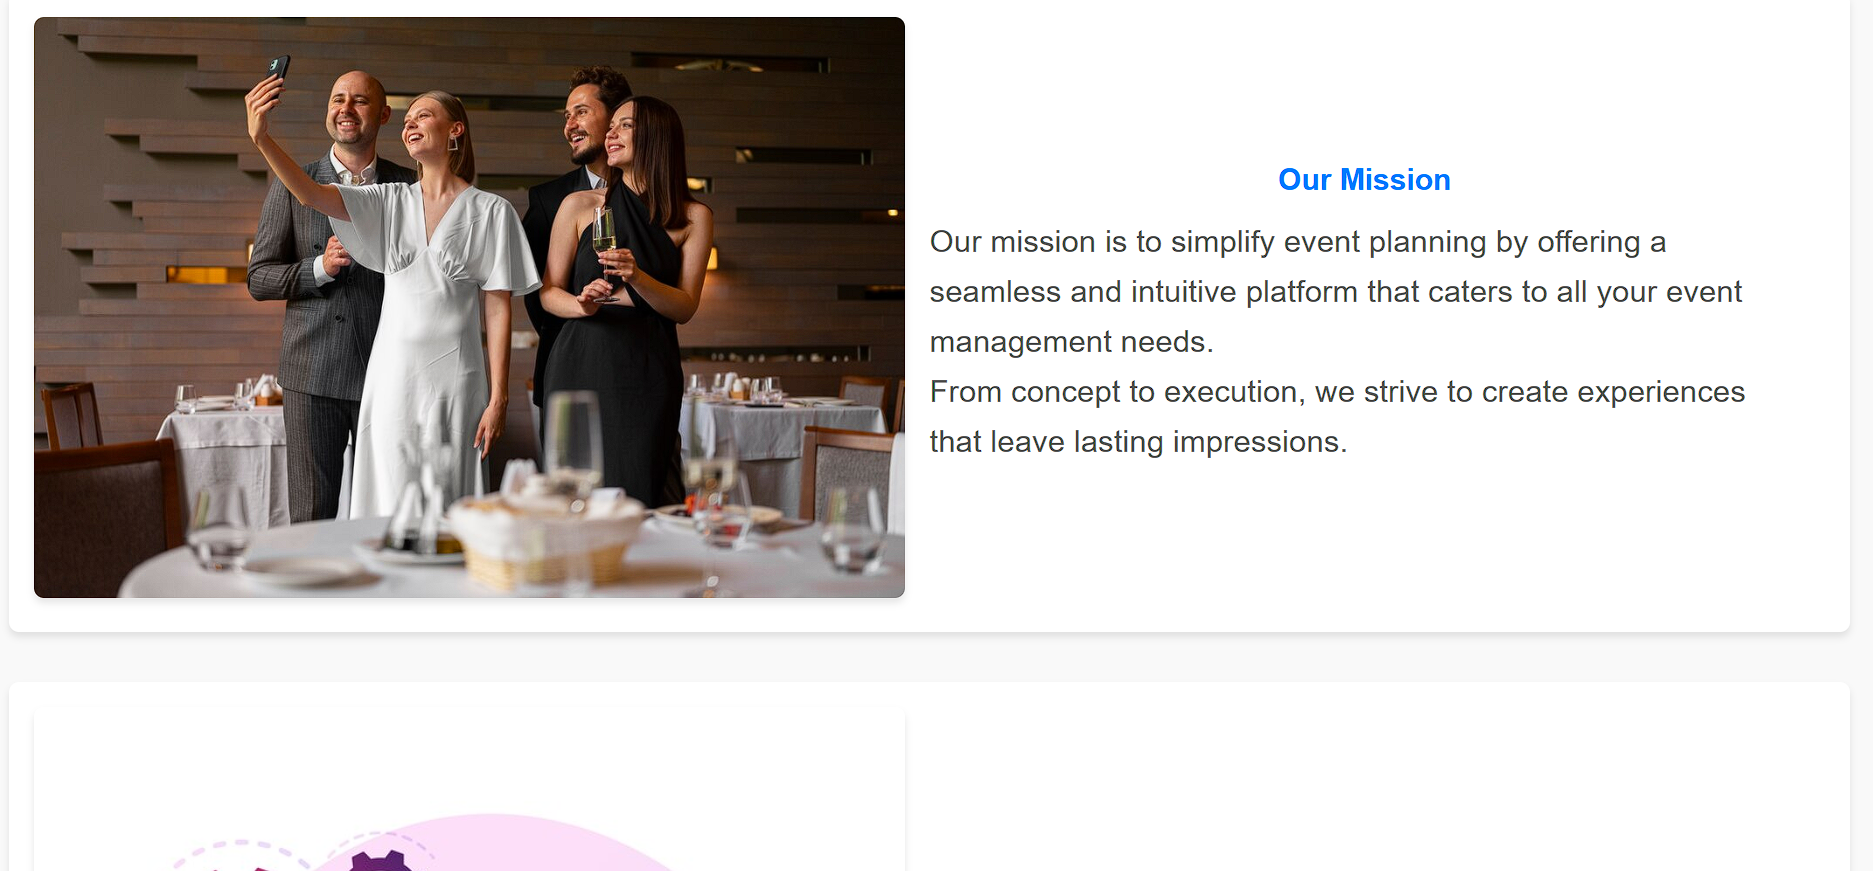 Our Mission
Our mission is to simplify event planning by offering a
seamless and intuitive platform that caters to all your event
management needs.
From concept to execution, we strive to create experiences
that leave lasting impressions.